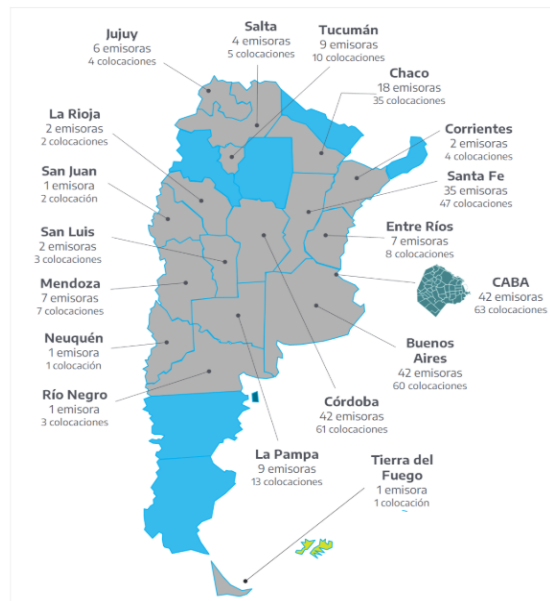 Jujuy
6 emisoras
4 colocaciones
Salta
4 emisoras
5 colocaciones
Tucumán
9 emisoras
10 colocaciones
Chaco
18 emisoras
35 colocaciones
La Rioja
2 emisoras
2 colocaciones
Corrientes
2 emisoras
4 colocaciones
San Juan
1 emisora
2 colocación
Santa Fe
35 emisoras
47 colocaciones
San Luis
2 emisoras
3 colocaciones
Entre Ríos
7 emisoras
8 colocaciones
Mendoza
7 emisoras
7 colocaciones
CABA
42 emisoras
63 colocaciones
Neuquén
1 emisora
1 colocación
Buenos
Aires
42 emisoras
60 colocaciones
Río Negro
1 emisora
3 colocaciones
Córdoba
42 emisoras
61 colocaciones
La Pampa
9 emisoras
13 colocaciones
Tierra del
Fuego
1 emisora
1 colocación